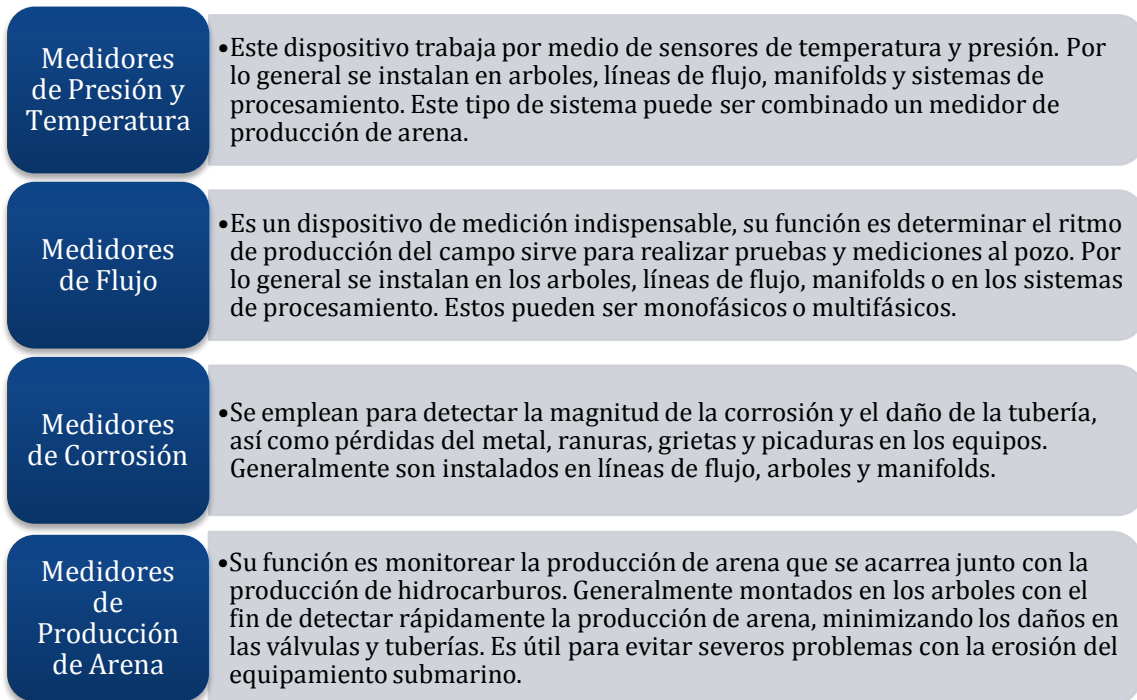 Medidores
de Presión y
Temperatura
•Este dispositivo trabaja por medio de sensores de temperatura y presión. Por
lo general se instalan en arboles, líneas de flujo, manifolds y sistemas de
procesamiento. Este tipo de sistema puede ser combinado un medidor de
producción de arena.
Medidores
de Flujo
•Es un dispositivo de medición indispensable, su función es determinar el ritmo
de producción del campo sirve para realizar pruebas y mediciones al pozo. Por
lo general se instalan en los arboles, líneas de flujo, manifolds o en los sistemas
de procesamiento. Estos pueden ser monofásicos o multifásicos.
Medidores
de Corrosión
•Se emplean para detectar la magnitud de la corrosión y el daño de la tubería,
así como pérdidas del metal, ranuras, grietas y picaduras en los equipos.
Generalmente son instalados en líneas de flujo, arboles y manifolds.
Medidores
de
Producción
de Arena
•Su función es monitorear la producción de arena que se acarrea junto con la
producción de hidrocarburos. Generalmente montados en los arboles con el
fin de detectar rápidamente la producción de arena, minimizando los daños en
las válvulas y tuberías. Es útil para evitar severos problemas con la erosión del
equipamiento submarino.